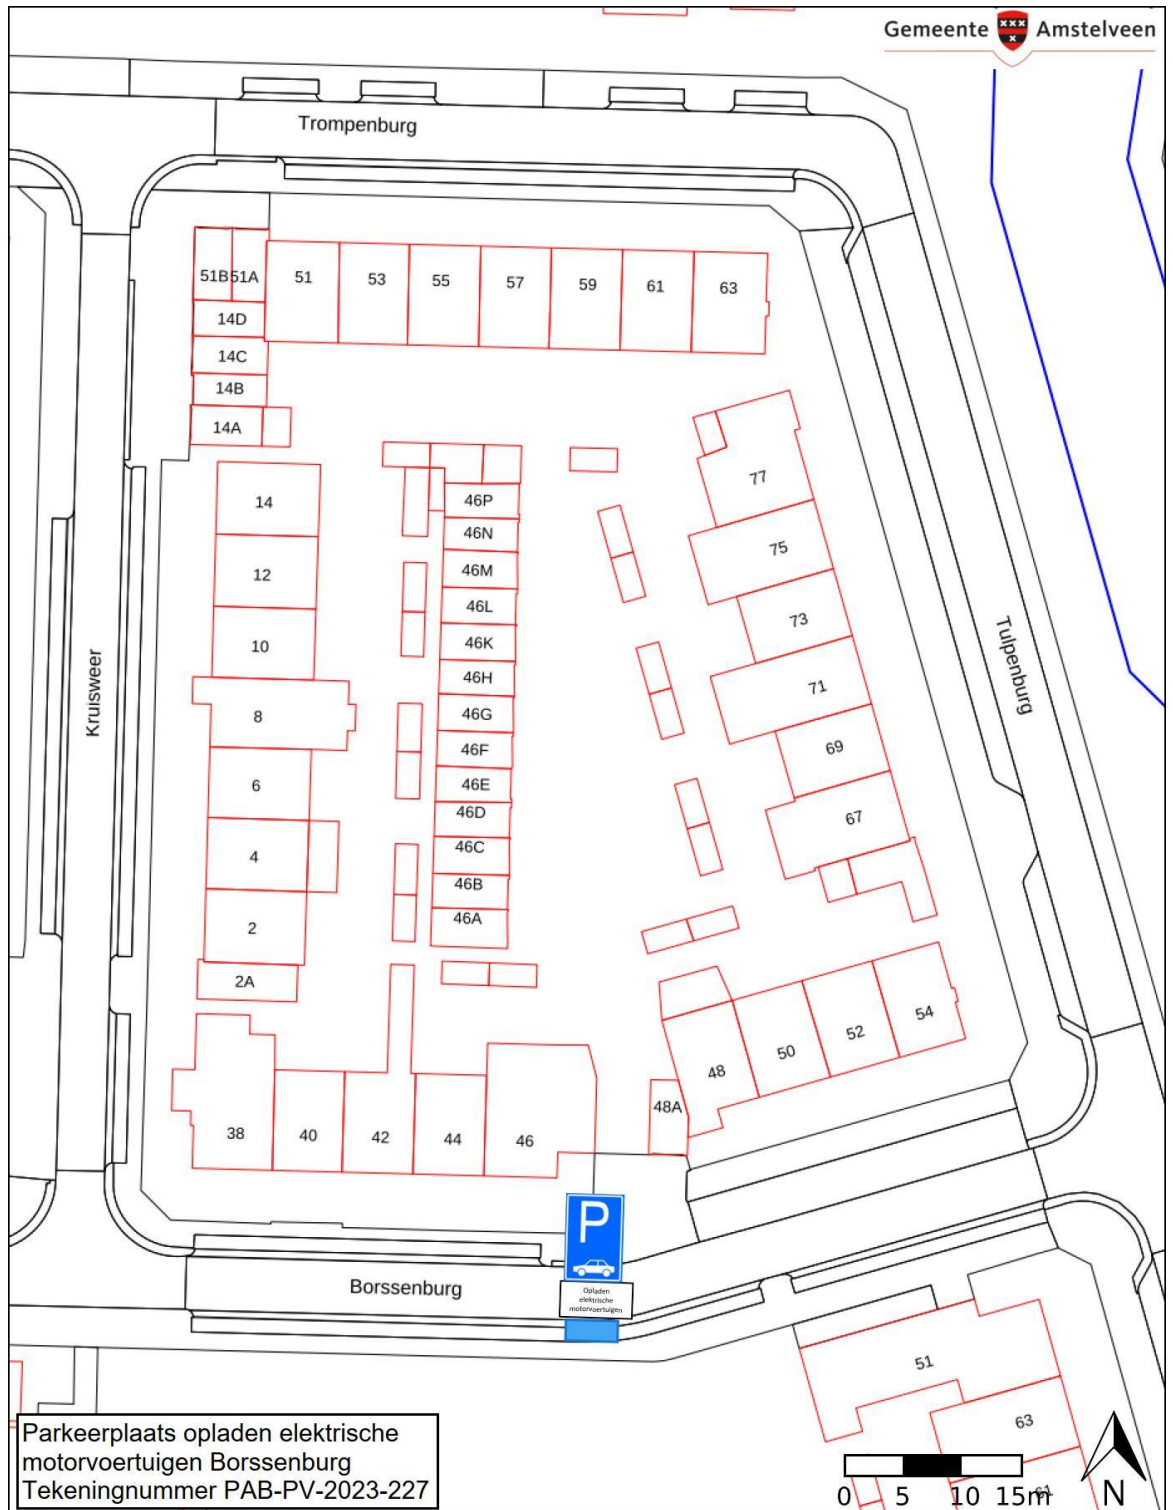 Gemeente Amstelveen
Trompenburg
51B 51A 51 53 55 57 59 61 63
14D
14C
14B
14A
14
12
10
8
6
4
2
2A
46P
46N
46M
46L
46K
46H
46G
46F
46E
46D
46C
46B
46A
77
75
73
71
69
67
Kruisweer
Tulpenburg
38 40 42 44 46
48A 48 50 52 54
P
Opladen
elektrische
motorvoertuigen
Borssenburg
51
63
61
Parkeerplaats opladen elektrische
motorvoertuigen Borssenburg
Tekeningnummer PAB-PV-2023-227
0 5 10 15m
N